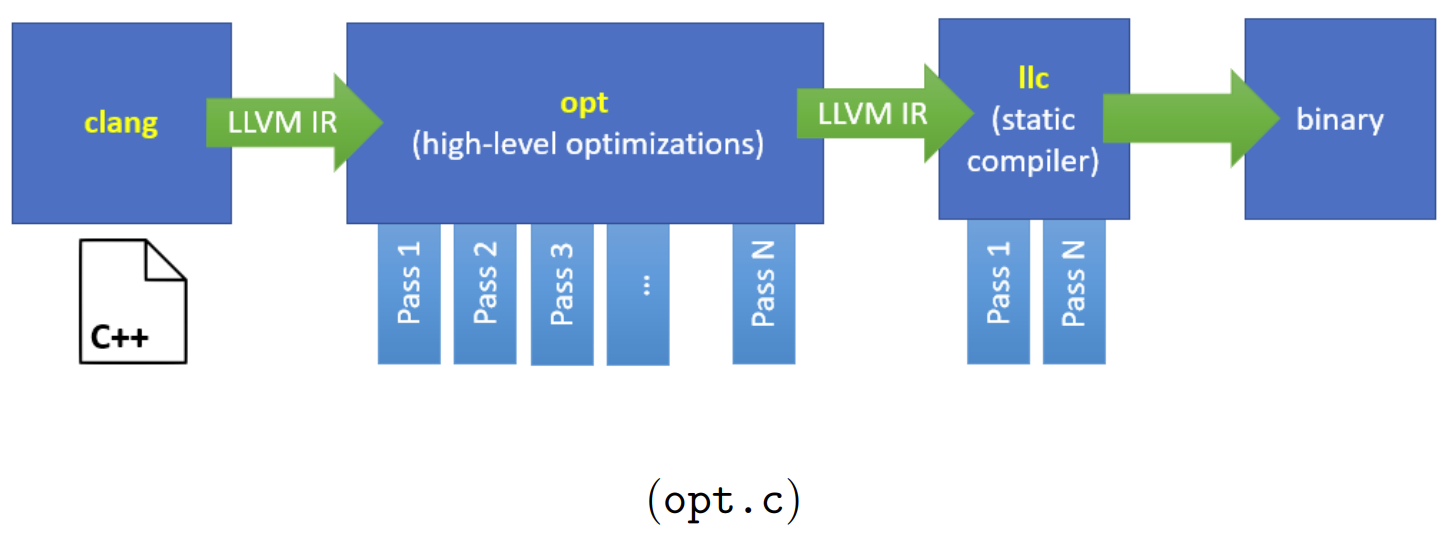 clang
LLVM IR
opt
(high-level optimizations)
LLVM IR
llc
(static
compiler)
binary
C++
Pass 1
Pass 2
Pass 3
...
Pass N
Pass 1
Pass N
(opt.c)